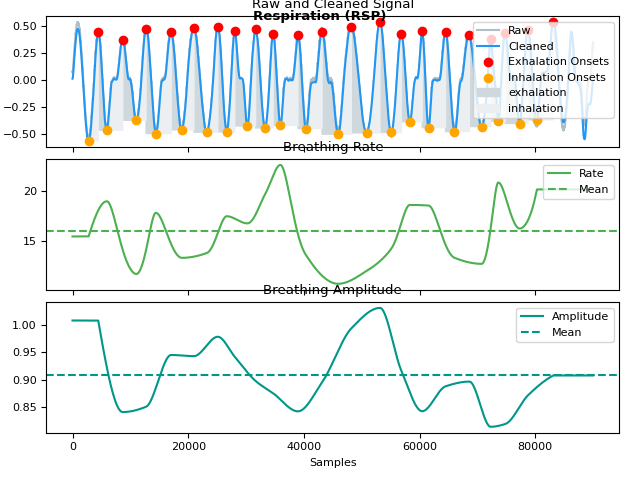 Raw and Cleaned Signal
Respiration (RSP)
0.50
0.25
0.00
−0.25
−0.50
Raw
Cleaned
Exhalation Onsets
Inhalation Onsets
exhalation
inhalation
Breathing Rate
20
15
Rate
Mean
Breathing Amplitude
1.00
0.95
0.90
0.85
Amplitude
Mean
0 20000 40000 60000 80000
Samples